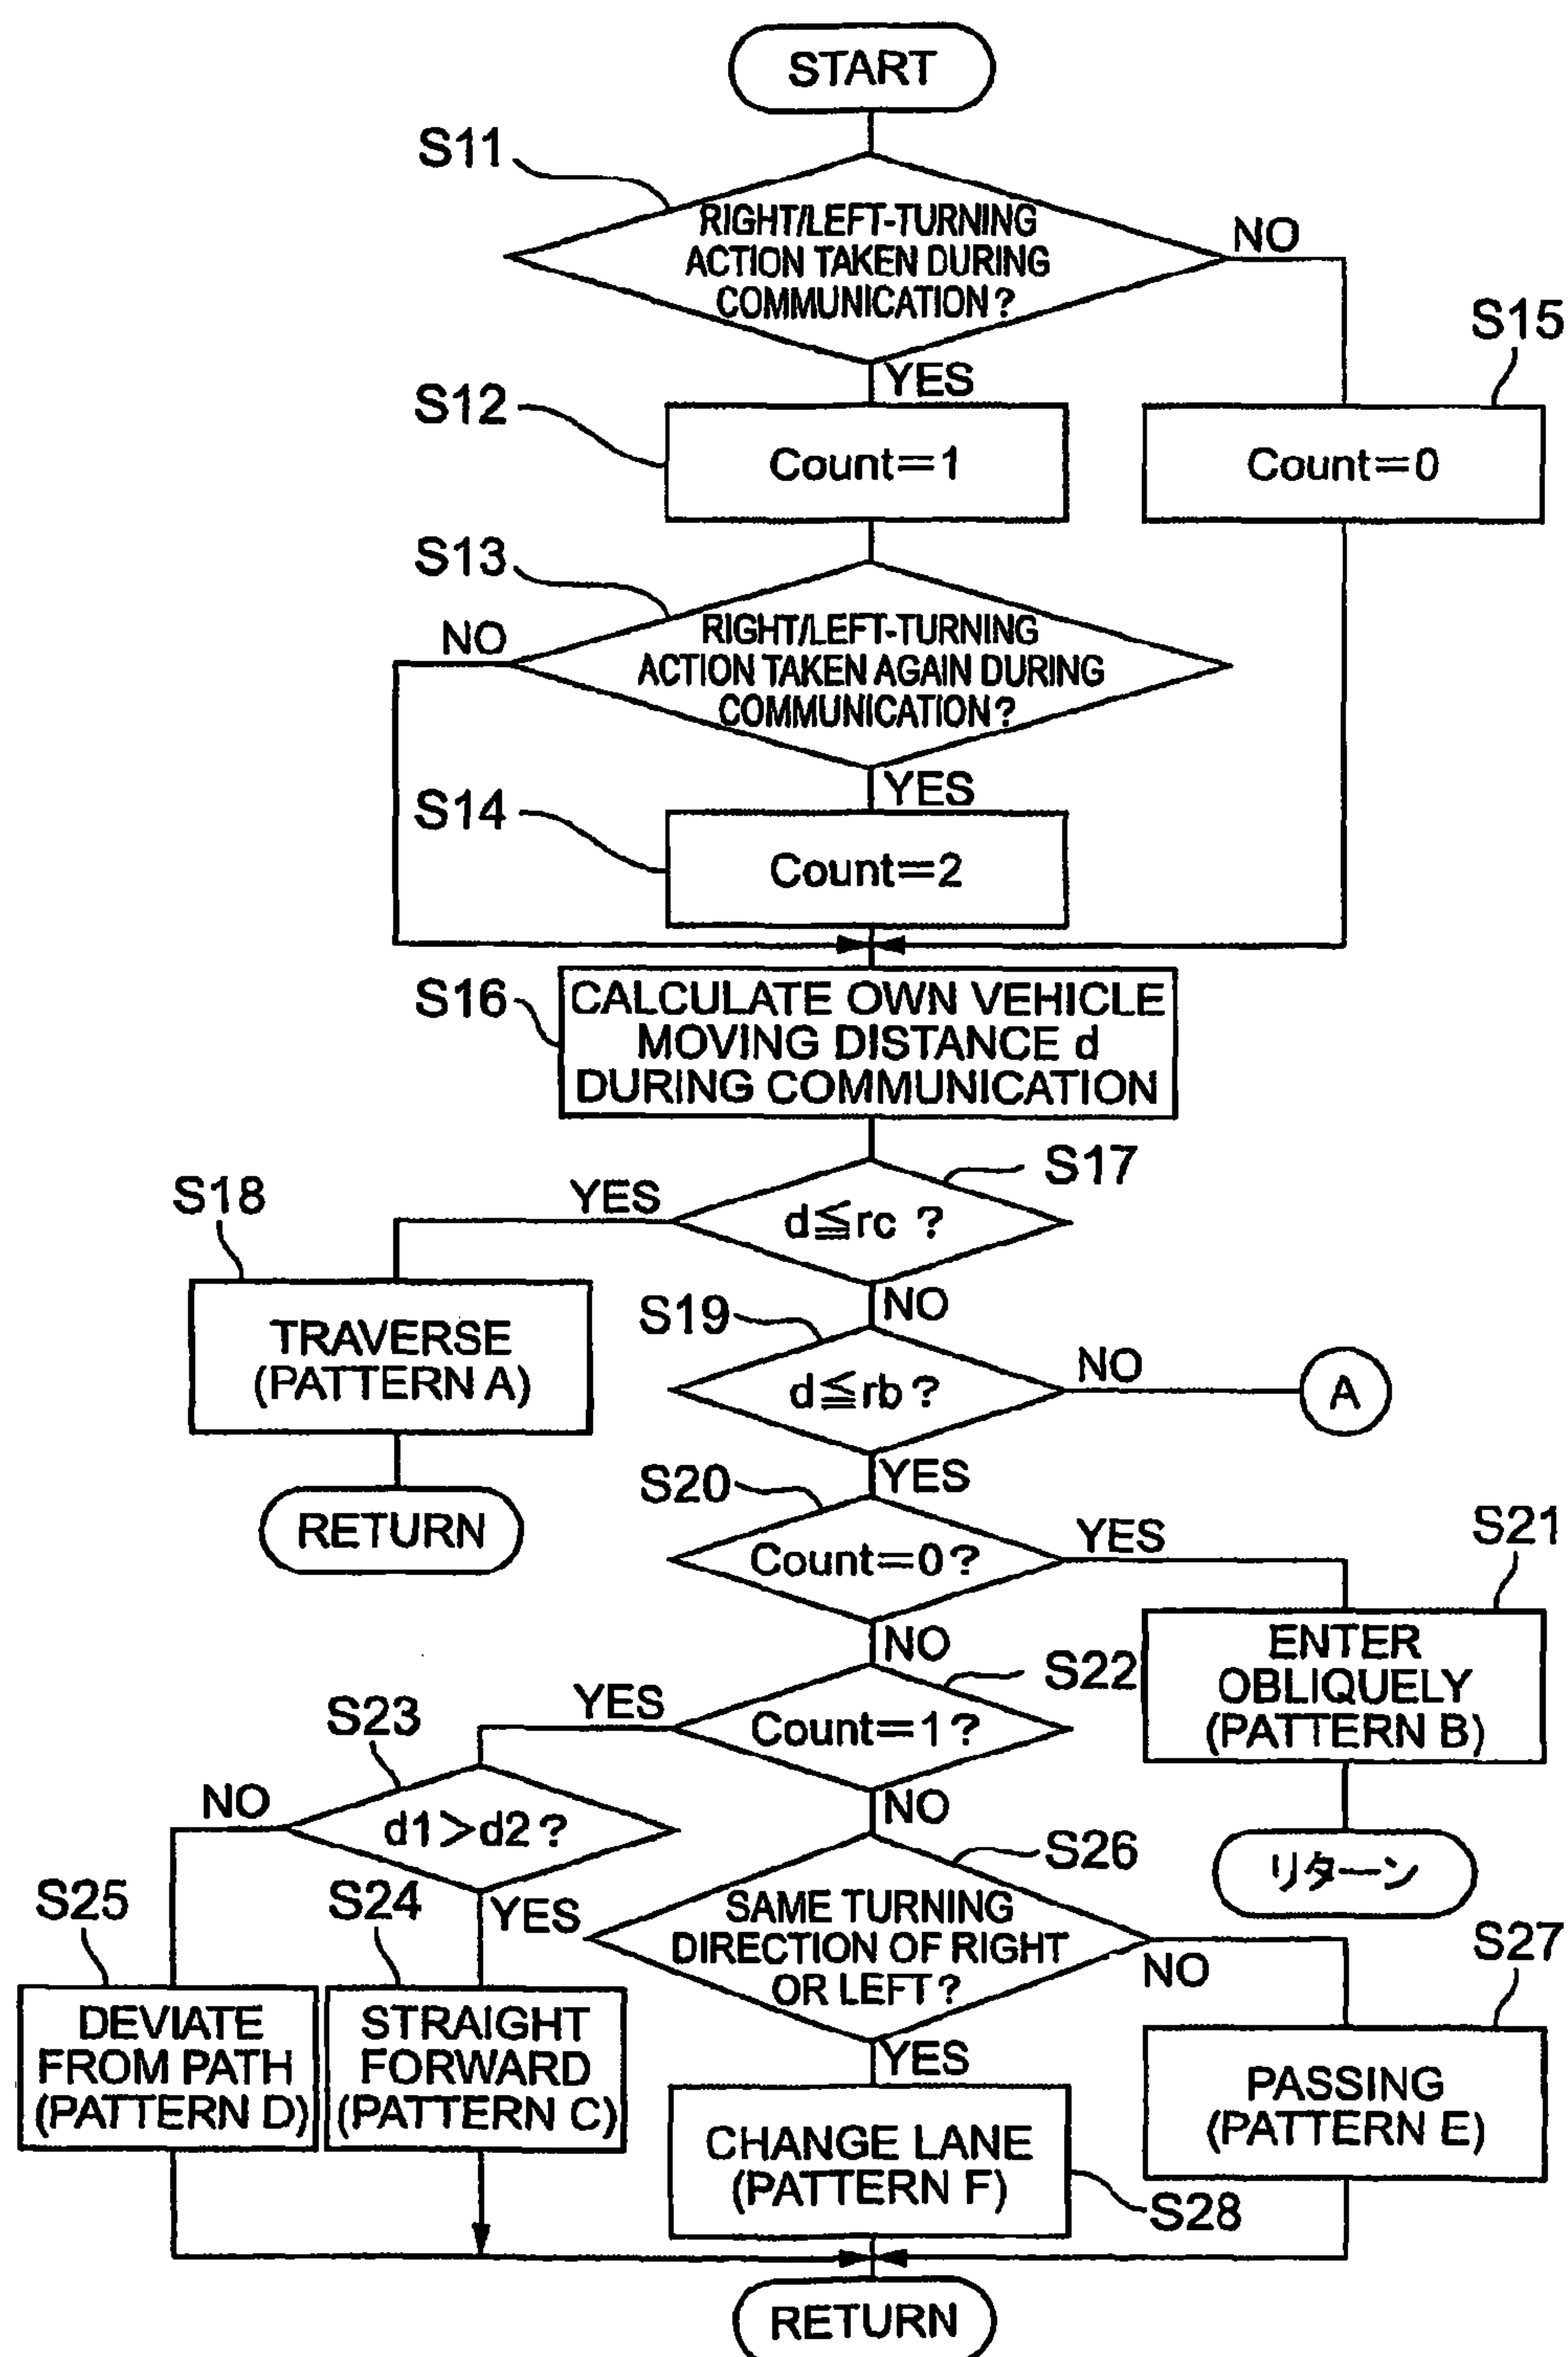 START
S11
RIGHT/LEFT-TURNING
ACTION TAKEN DURING
COMMUNICATION?
NO
YES
S15
S12
Count=1
Count=0
S13
RIGHT/LEFT-TURNING
ACTION TAKEN AGAIN DURING
COMMUNICATION?
NO
YES
S14
Count=2
S16
CALCULATE OWN VEHICLE
MOVING DISTANCE d
DURING COMMUNICATION
S17
d≦rc ?
YES
NO
S18
TRAVERSE
(PATTERN A)
RETURN
S19
d≦rb?
NO
A
YES
S20
Count=0?
YES
NO
S21
ENTER
OBLIQUELY
(PATTERN B)
リターン
S22
Count=1?
YES
NO
S23
d1>d2?
NO
YES
S25
DEVIATE
FROM PATH
(PATTERN D)
S24
STRAIGHT
FORWARD
(PATTERN C)
S26
SAME TURNING
DIRECTION OF RIGHT
OR LEFT?
NO
YES
S27
PASSING
(PATTERN E)
CHANGE LANE
(PATTERN F)
S28
RETURN